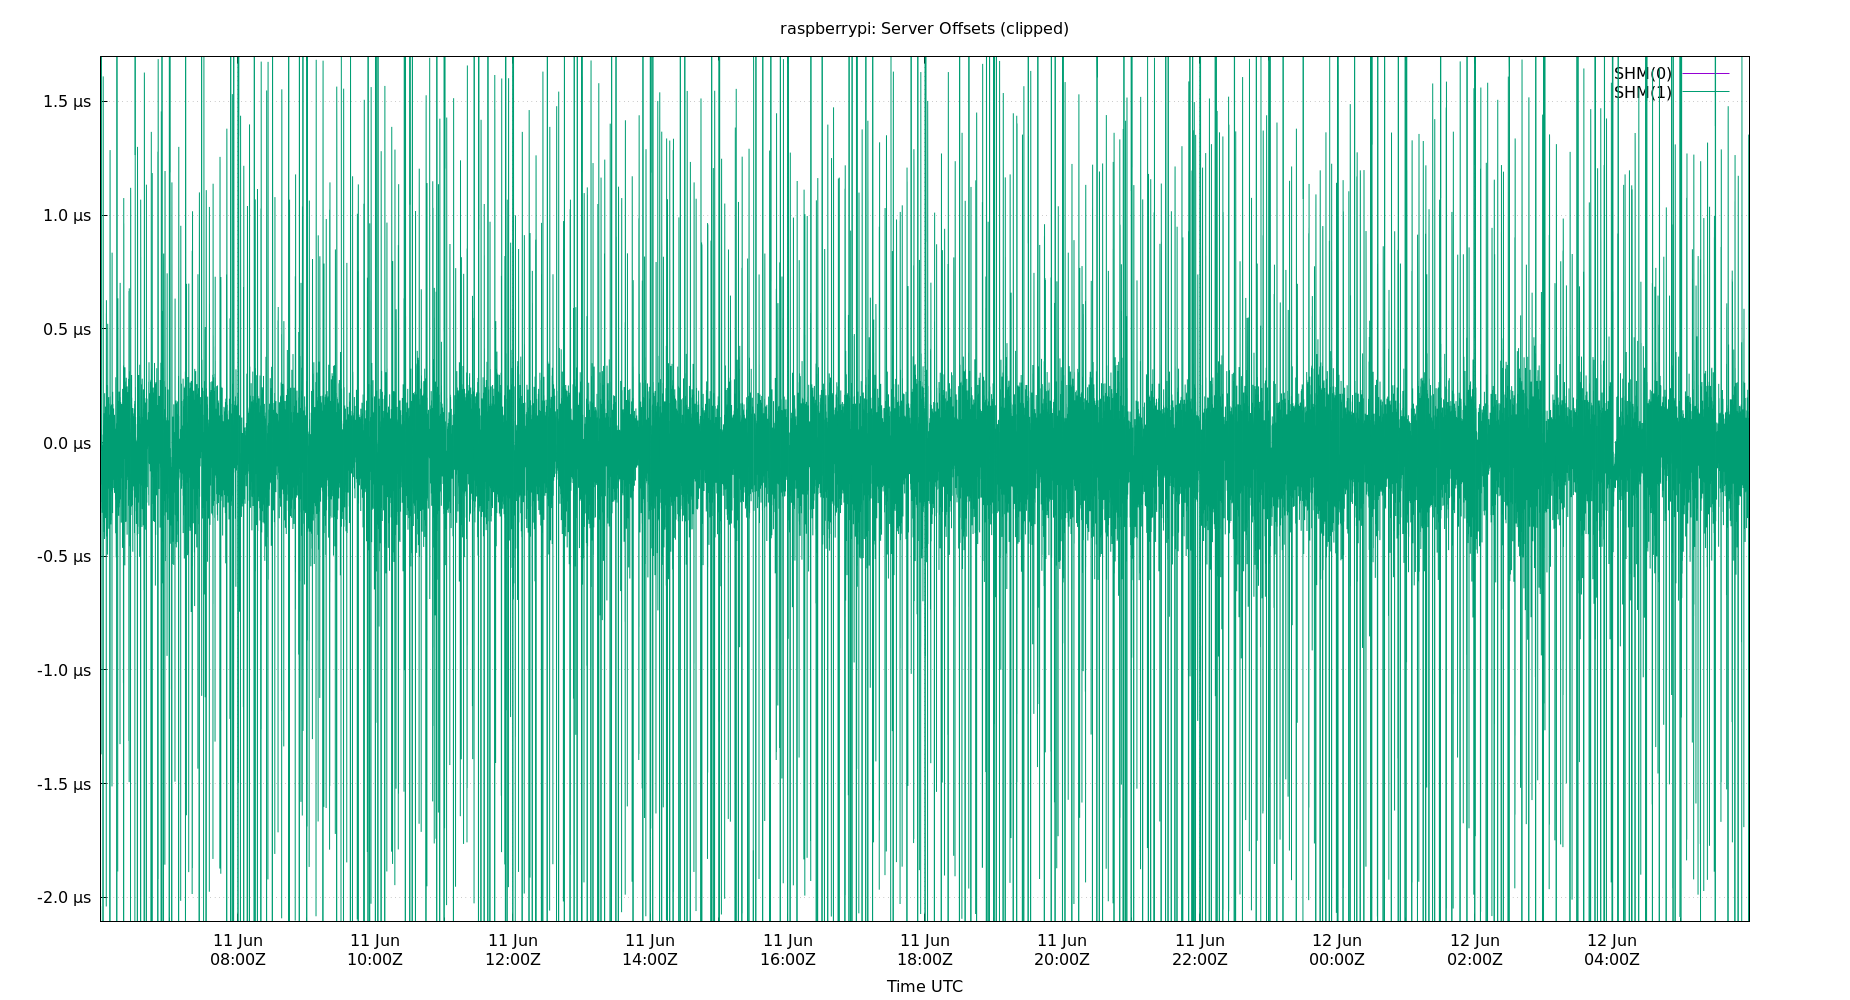 raspberrypi: Server Offsets (clipped)
SHM(0)
SHM(1)
1.5 µs
1.0 µs
0.5 µs
0.0 µs
-0.5 µs
-1.0 µs
-1.5 µs
-2.0 µs
11 Jun 11 Jun 11 Jun 11 Jun 11 Jun 11 Jun 11 Jun 11 Jun 12 Jun 12 Jun 12 Jun
08:00Z 10:00Z 12:00Z 14:00Z 16:00Z 18:00Z 20:00Z 22:00Z 00:00Z 02:00Z 04:00Z
Time UTC